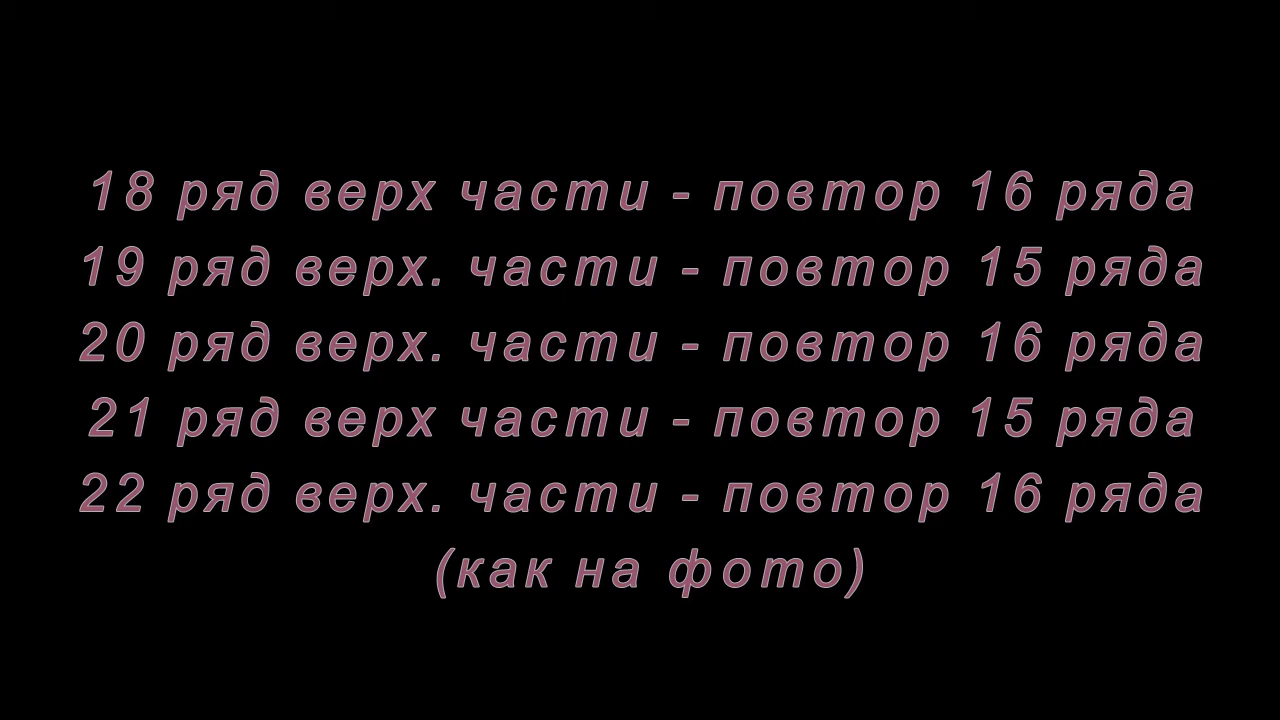 18 ряд верх части - повтор 16 ряда
19 ряд верх. части - повтор 15 ряда
20 ряд верх. части - повтор 16 ряда
21 ряд верх части - повтор 15 ряда
22 ряд верх. части - повтор 16 ряда
(как на фото)